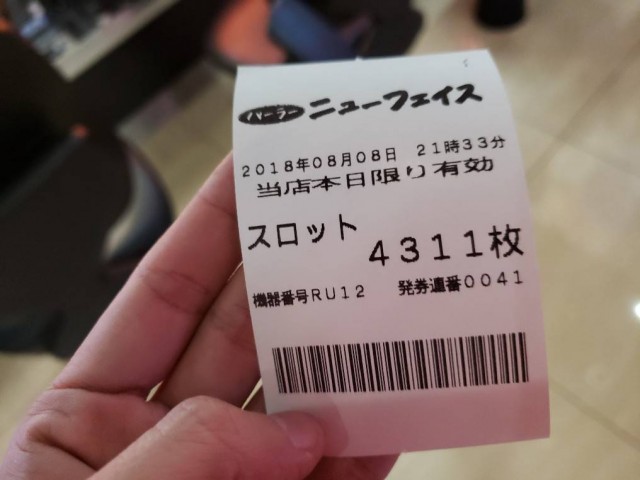 パーラー ニューフェイス
2018年08月08日 21時33分
当店本日限り有効
スロット 4311枚
機器番号RU12 発券連番0041